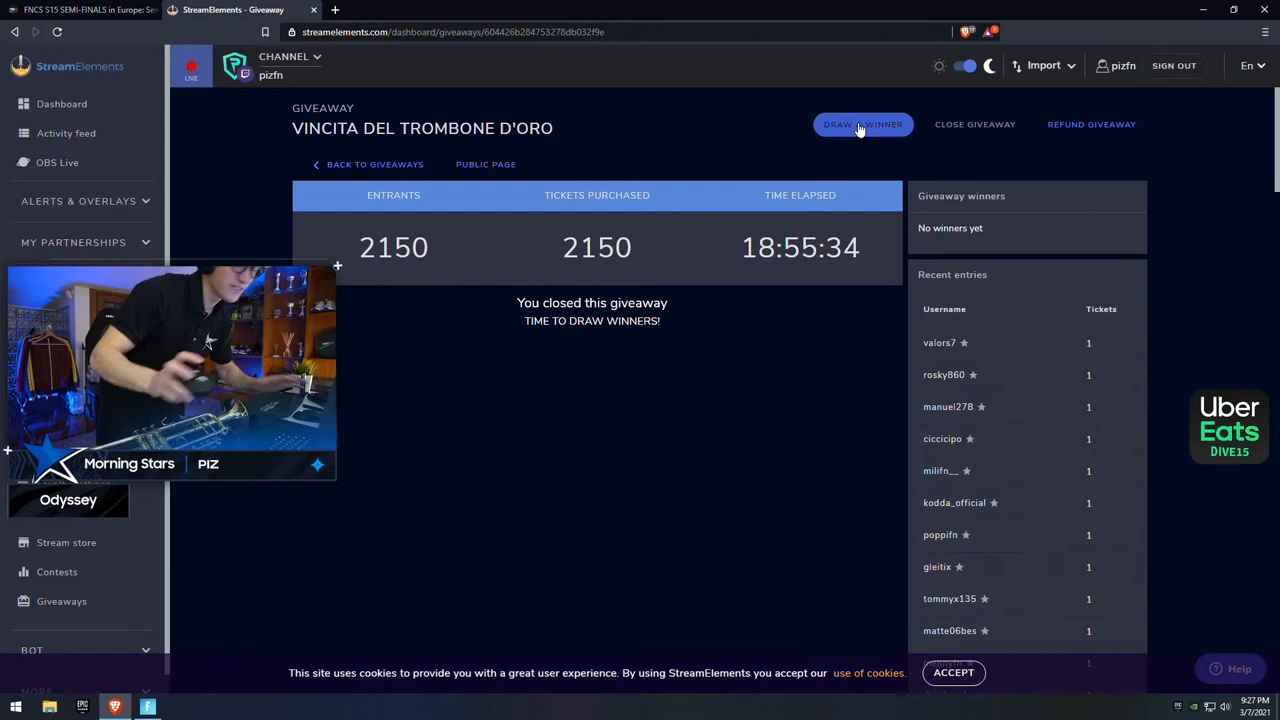 FNCS S15 SEMI-FINALS in Europe: Ser
StreamElements - Giveaway
streamelements.com/dashboard/giveaways/604426b284753278db032f9e
StreamElements
LIVE
CHANNEL
pizfn
Import
pizfn
SIGN OUT
En
Dashboard
Activity feed
OBS Live
ALERTS & OVERLAYS
MY PARTNERSHIPS
GIVEAWAY
VINCITA DEL TROMBONE D'ORO
DRAW A WINNER
CLOSE GIVEAWAY
REFUND GIVEAWAY
BACK TO GIVEAWAYS
PUBLIC PAGE
ENTRANTS
TICKETS PURCHASED
TIME ELAPSED
2150
2150
18:55:34
You closed this giveaway
TIME TO DRAW WINNERS!
Giveaway winners
No winners yet
Recent entries
Username
Tickets
valors7
1
rosky860
1
manuel278
1
ciccicipo
1
milifn__
1
kodda_official
1
poppifn
1
gleitix
1
tommyx135
1
matte06bes
1
1
Uber
Eats
DIVE15
Morning Stars
PIZ
Odyssey
Stream store
Contests
Giveaways
BOT
MORE
This site uses cookies to provide you with a great user experience. By using StreamElements you accept our use of cookies.
ACCEPT
Help
9:27 PM
3/7/2021